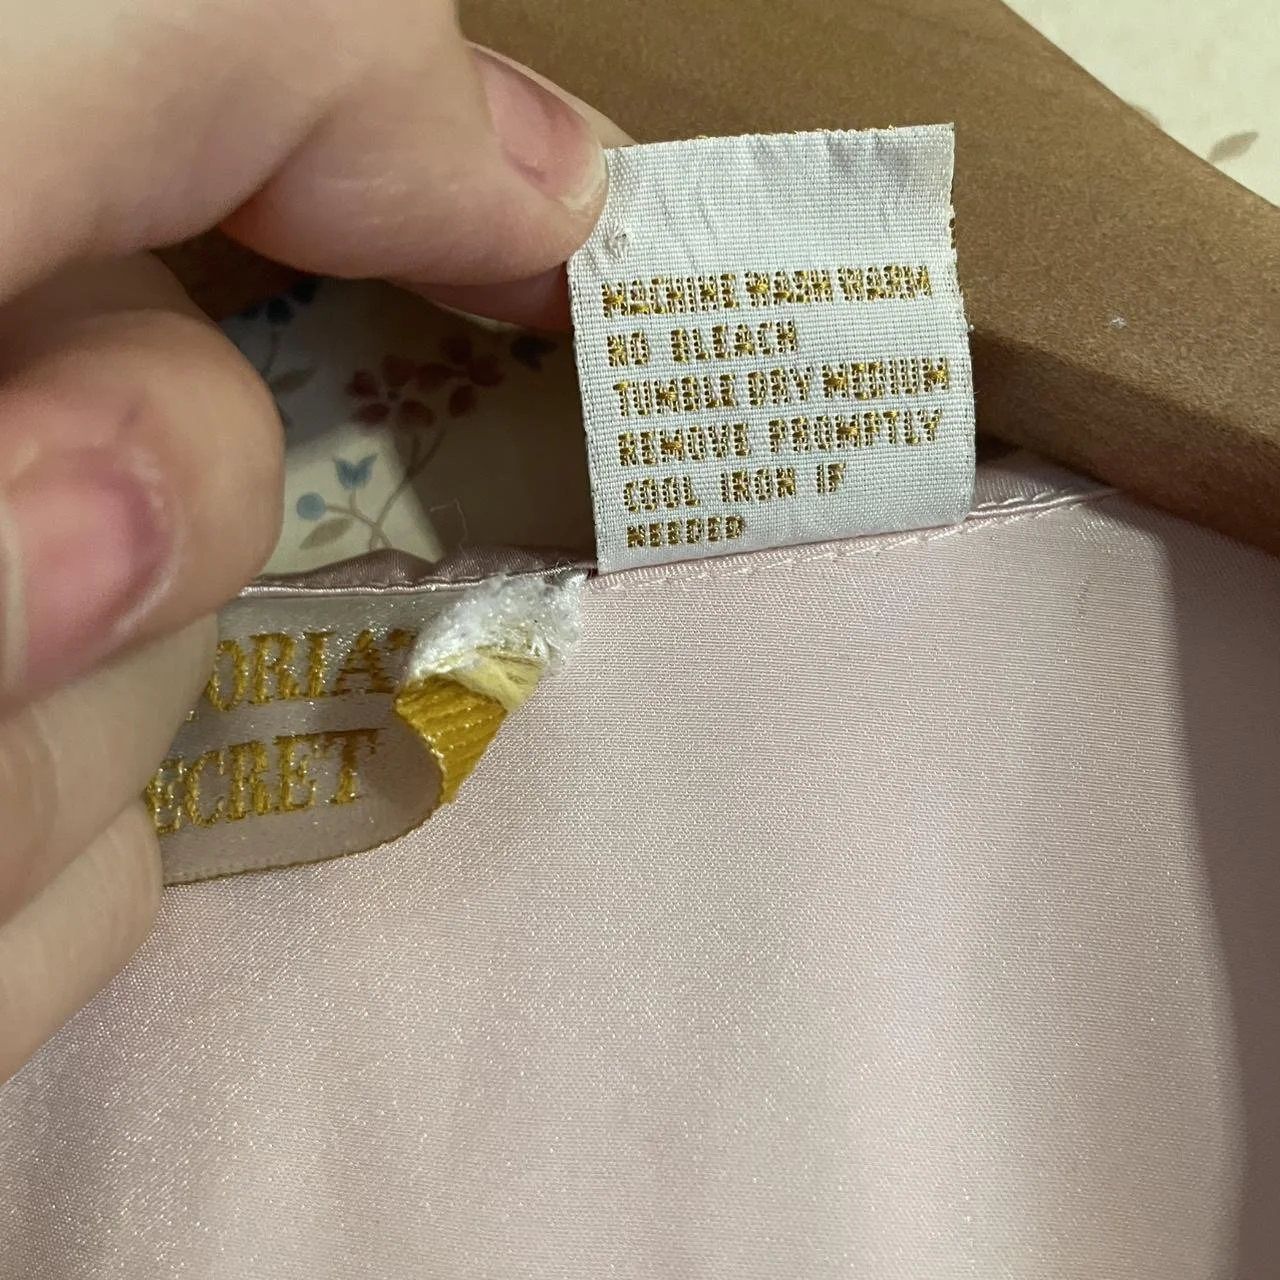 MACHINE WASH WARM
NO BLEACH
TUMBLE DRY MEDIUM
REMOVE PROMPTLY
COOL IRON IF
NEEDED
ORIA'
ECRET